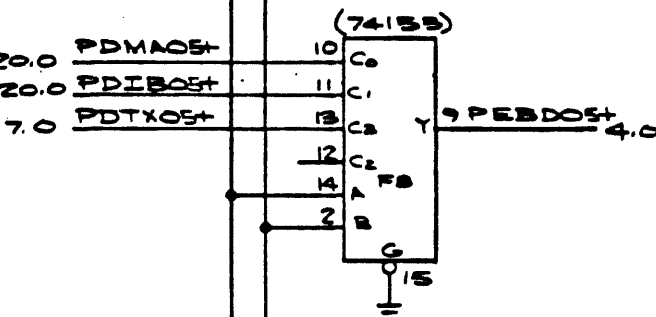 (74153)
20.0 PDMA05+ 10 C0
20.0 PDIB05+ 11 C1
7.0 PDTX05+ 13 C3 Y 9 PEBD05+ 4.0
12 C2
14 A F8
2 B
G
15